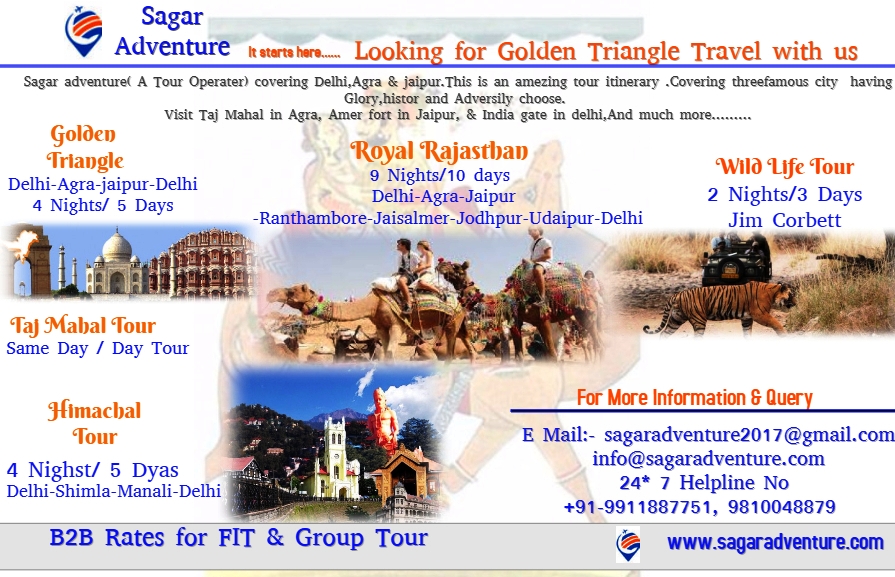 Sagar
Adventure
It starts here......
Looking for Golden Triangle Travel with us
Sagar adventure( A Tour Operater) covering Delhi,Agra & jaipur.This is an amezing tour itinerary .Covering threefamous city having
Glory,histor and Adversily choose.
Visit Taj Mahal in Agra, Amer fort in Jaipur, & India gate in delhi,And much more.........
Golden
Triangle
Delhi-Agra-jaipur-Delhi
4 Nights/ 5 Days
Royal Rajasthan
9 Nights/10 days
Delhi-Agra-Jaipur
-Ranthambore-Jaisalmer-Jodhpur-Udaipur-Delhi
Wild Life Tour
2 Nights/3 Days
Jim Corbett
Taj Mahal Tour
Same Day / Day Tour
Himachal
Tour
4 Nighst/ 5 Dyas
Delhi-Shimla-Manali-Delhi
For More Information & Query
E Mail:- sagaradventure2017@gmail.com
info@sagaradventure.com
24* 7 Helpline No
+91-9911887751, 9810048879
B2B Rates for FIT & Group Tour
www.sagaradventure.com